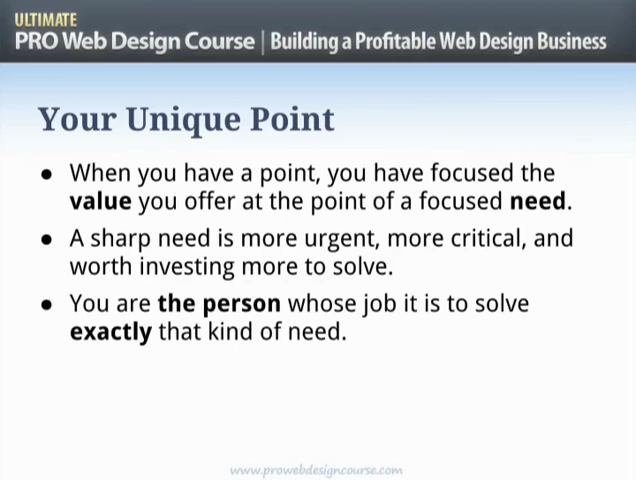 ULTIMATE
PRO Web Design Course | Building a Profitable Web Design Business
Your Unique Point
● When you have a point, you have focused the
value you offer at the point of a focused need.
● A sharp need is more urgent, more critical, and
worth investing more to solve.
● You are the person whose job it is to solve
exactly that kind of need.
www.prowebdesigncourse.com